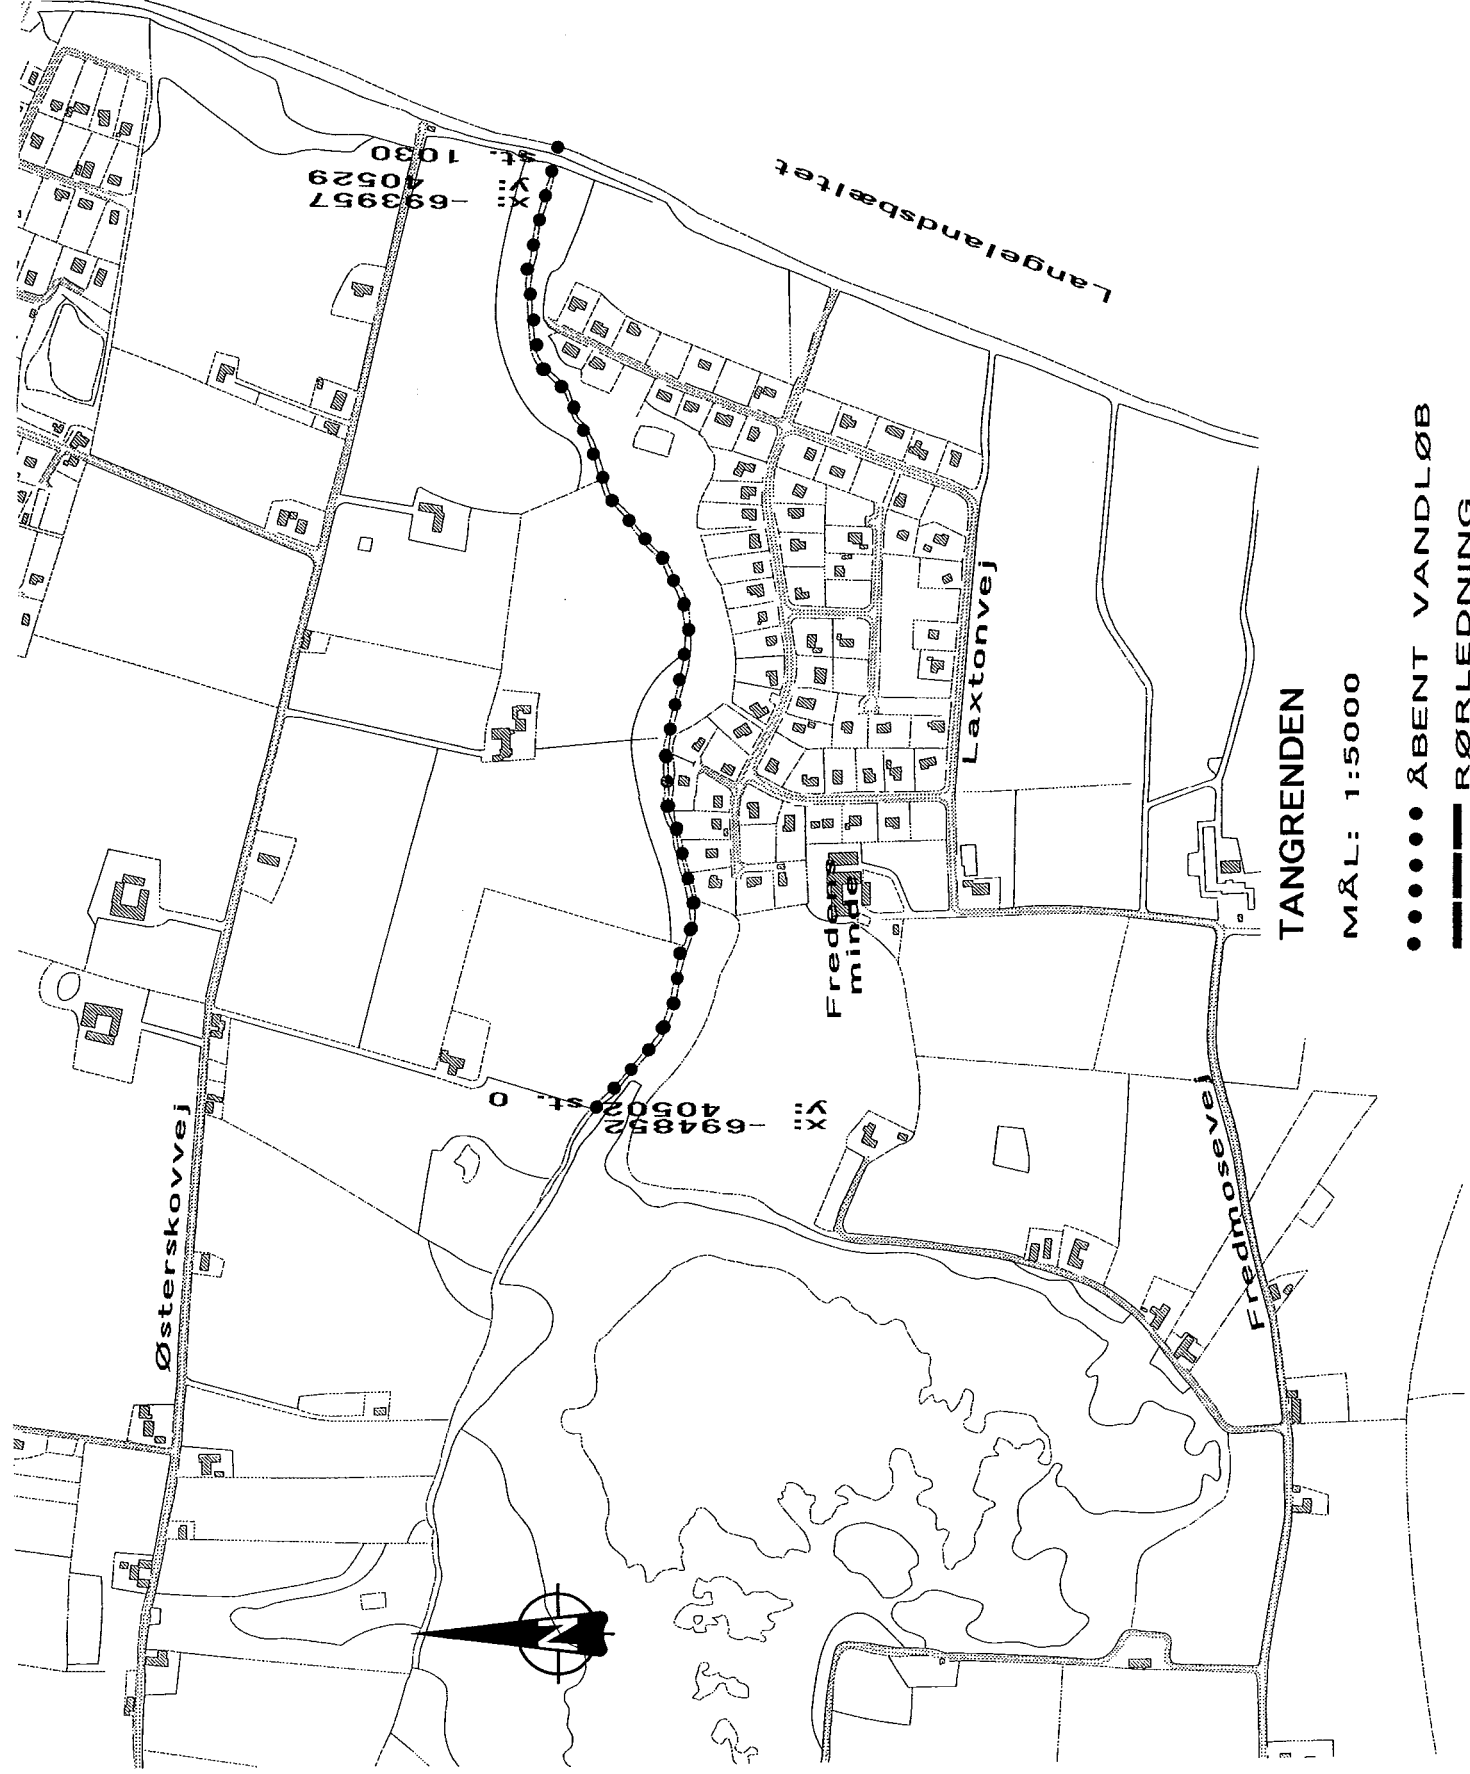 st. 1030
y: 40529
x: -693957
Langelandsbæltet
Laxtonvej
Fredens
minde
st. 0
y: 40502
x: -694852
Østerskovvej
Fredmosevej
N
TANGRENDEN
MÅL: 1:5000
ÅBENT VANDLØB
RØRLEDNING